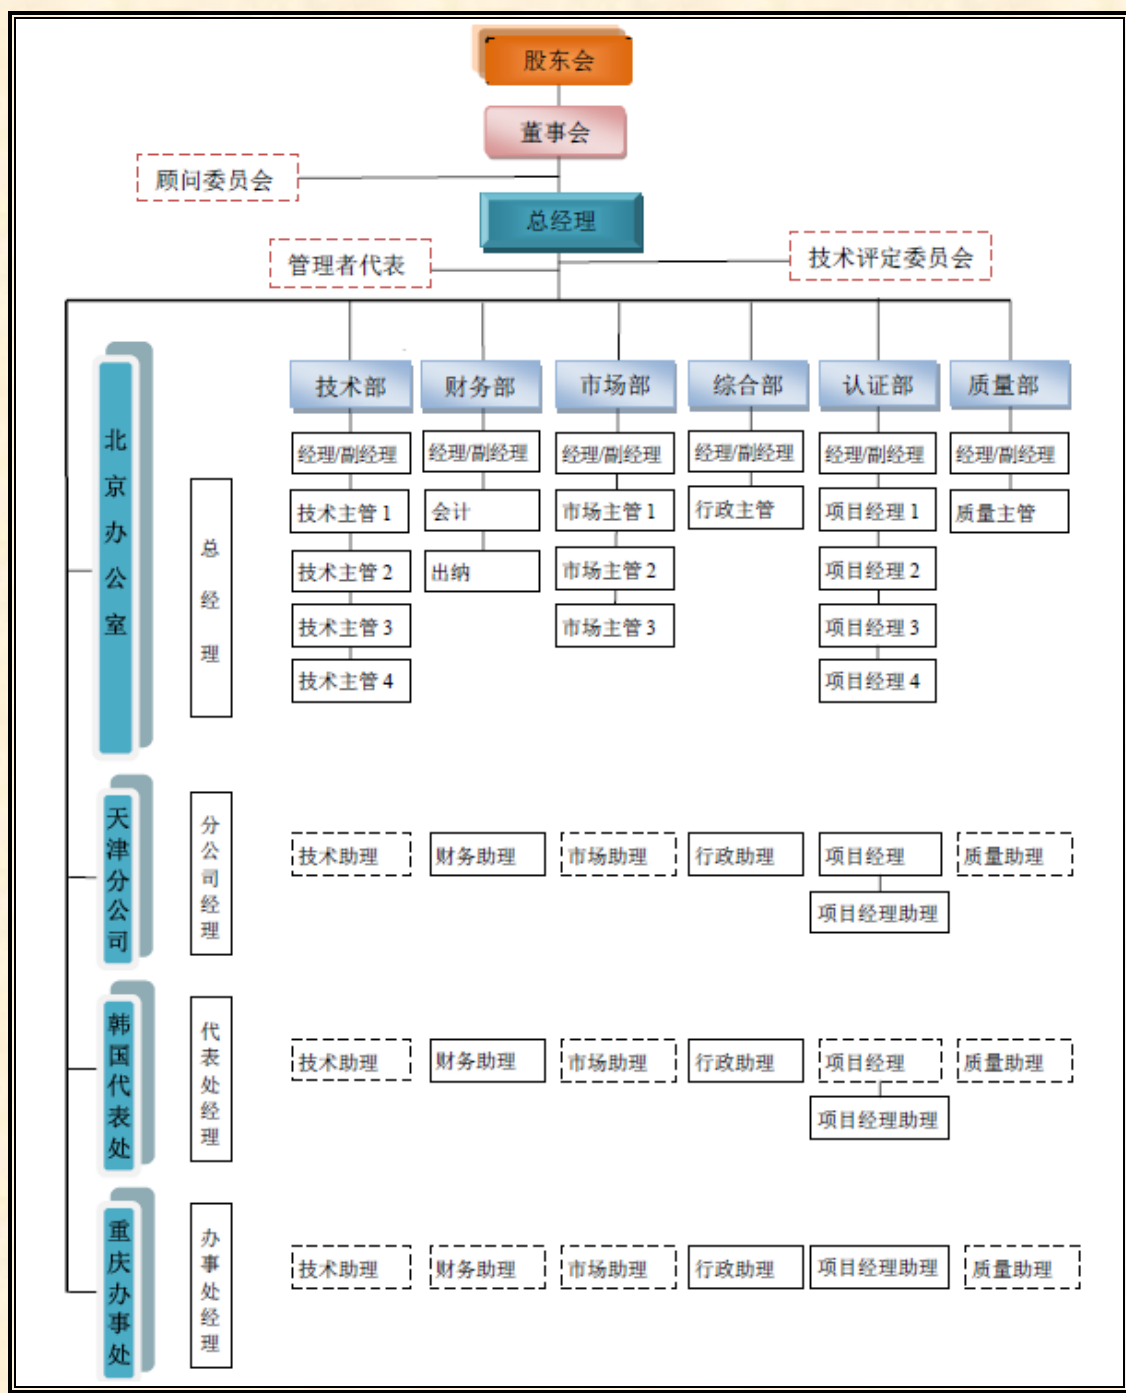 股东会
董事会
顾问委员会
总经理
管理者代表
技术评定委员会
技术部
财务部
市场部
综合部
认证部
质量部
北京办公室
总经理
经理/副经理
经理/副经理
经理/副经理
经理/副经理
经理/副经理
经理/副经理
技术主管 1
会计
市场主管 1
行政主管
项目经理 1
质量主管
技术主管 2
出纳
市场主管 2
项目经理 2
技术主管 3
市场主管 3
项目经理 3
技术主管 4
项目经理 4
天津分公司
分公司经理
技术助理
财务助理
市场助理
行政助理
项目经理
质量助理
项目经理助理
韩国代表处
代表处经理
技术助理
财务助理
市场助理
行政助理
项目经理
质量助理
项目经理助理
重庆办事处
办事处经理
技术助理
财务助理
市场助理
行政助理
项目经理助理
质量助理